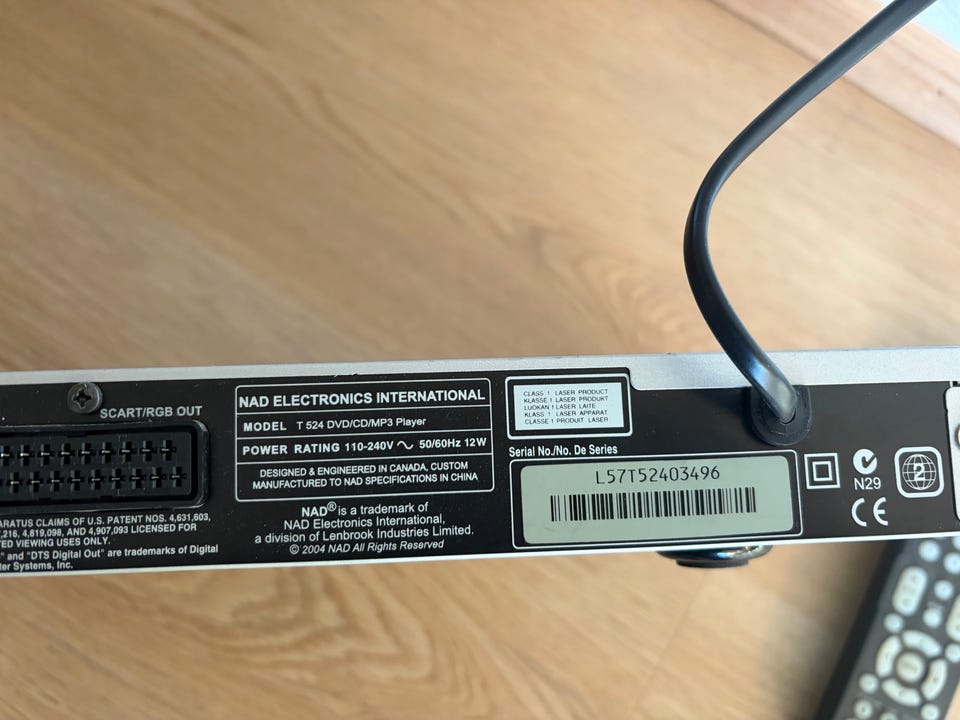 SCART/RGB OUT
ARATUS CLAIMS OF U.S. PATENT NOS. 4,631,603,
,216, 4,819,098, AND 4,907,093 LICENSED FOR
TED VIEWING USES ONLY.
" and "DTS Digital Out" are trademarks of Digital
ter Systems, Inc.
NAD ELECTRONICS INTERNATIONAL
MODEL T 524 DVD/CD/MP3 Player
POWER RATING 110-240V ~ 50/60Hz 12W
DESIGNED & ENGINEERED IN CANADA, CUSTOM
MANUFACTURED TO NAD SPECIFICATIONS IN CHINA
NAD® is a trademark of
NAD Electronics International,
a division of Lenbrook Industries Limited.
© 2004 NAD All Rights Reserved
CLASS 1 LASER PRODUCT
KLASSE 1 LASER PRODUKT
LUOKAN 1 LASER LAITE
KLASS 1 LASER APPARAT
CLASSE 1 PRODUIT LASER
Serial No./No. De Series
L57T52403496
N29
CE
2